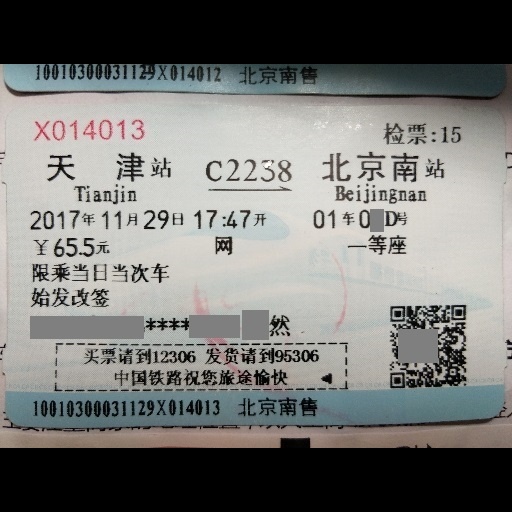 10010300031129X014012 北京南售
X014013 检票:15
天津站 C2238 北京南站
Tianjin Beijingnan
2017年11月29日 17:47开 01车0D号
￥65.5元 网 一等座
限乘当日当次车
始发改签
**** 然
买票请到12306 发货请到95306
中国铁路祝您旅途愉快
10010300031129X014013 北京南售